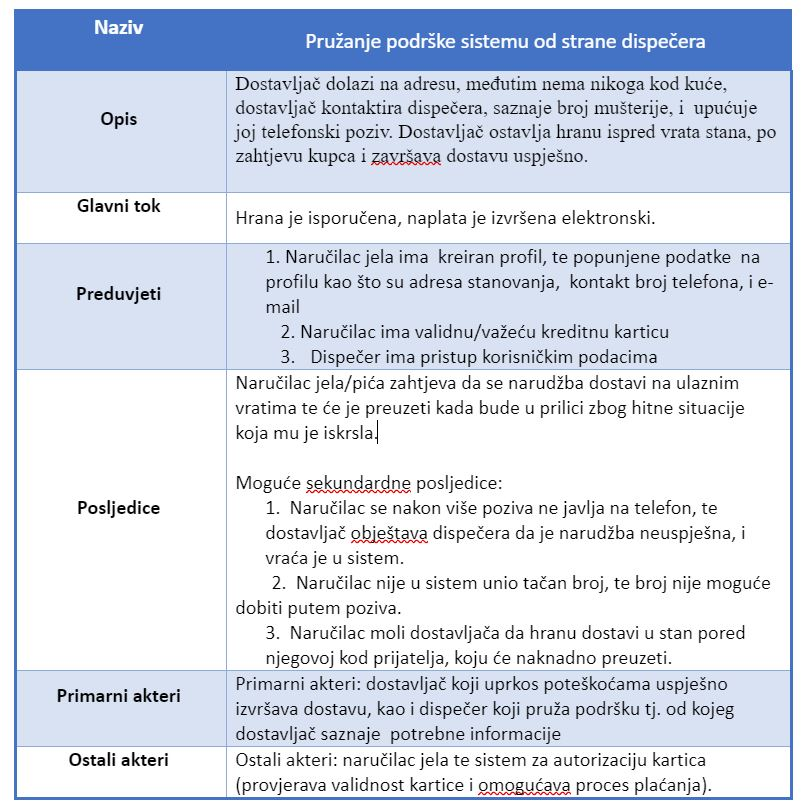 Naziv
Pružanje podrške sistemu od strane dispečera
Opis
Dostavljač dolazi na adresu, međutim nema nikoga kod kuće,
dostavljač kontaktira dispečera, saznaje broj mušterije, i upućuje
joj telefonski poziv. Dostavljač ostavlja hranu ispred vrata stana, po
zahtjevu kupca i završava dostavu uspješno.
Glavni tok
Hrana je isporučena, naplata je izvršena elektronski.
Preduvjeti
1. Naručilac jela ima kreiran profil, te popunjene podatke na
profilu kao što su adresa stanovanja, kontakt broj telefona, i e-
mail
2. Naručilac ima validnu/važeću kreditnu karticu
3. Dispečer ima pristup korisničkim podacima
Posljedice
Naručilac jela/pića zahtjeva da se narudžba dostavi na ulaznim
vratima te će je preuzeti kada bude u prilici zbog hitne situacije
koja mu je iskrsla.
Moguće sekundardne posljedice:
1. Naručilac se nakon više poziva ne javlja na telefon, te
dostavljač obještava dispečera da je narudžba neuspješna, i
vraća je u sistem.
2. Naručilac nije u sistem unio tačan broj, te broj nije moguće
dobiti putem poziva.
3. Naručilac moli dostavljača da hranu dostavi u stan pored
njegovoj kod prijatelja, koju će naknadno preuzeti.
Primarni akteri
Primarni akteri: dostavljač koji uprkos poteškoćama uspješno
izvršava dostavu, kao i dispečer koji pruža podršku tj. od kojeg
dostavljač saznaje potrebne informacije
Ostali akteri
Ostali akteri: naručilac jela te sistem za autorizaciju kartica
(provjerava validnost kartice i omogućava proces plaćanja).